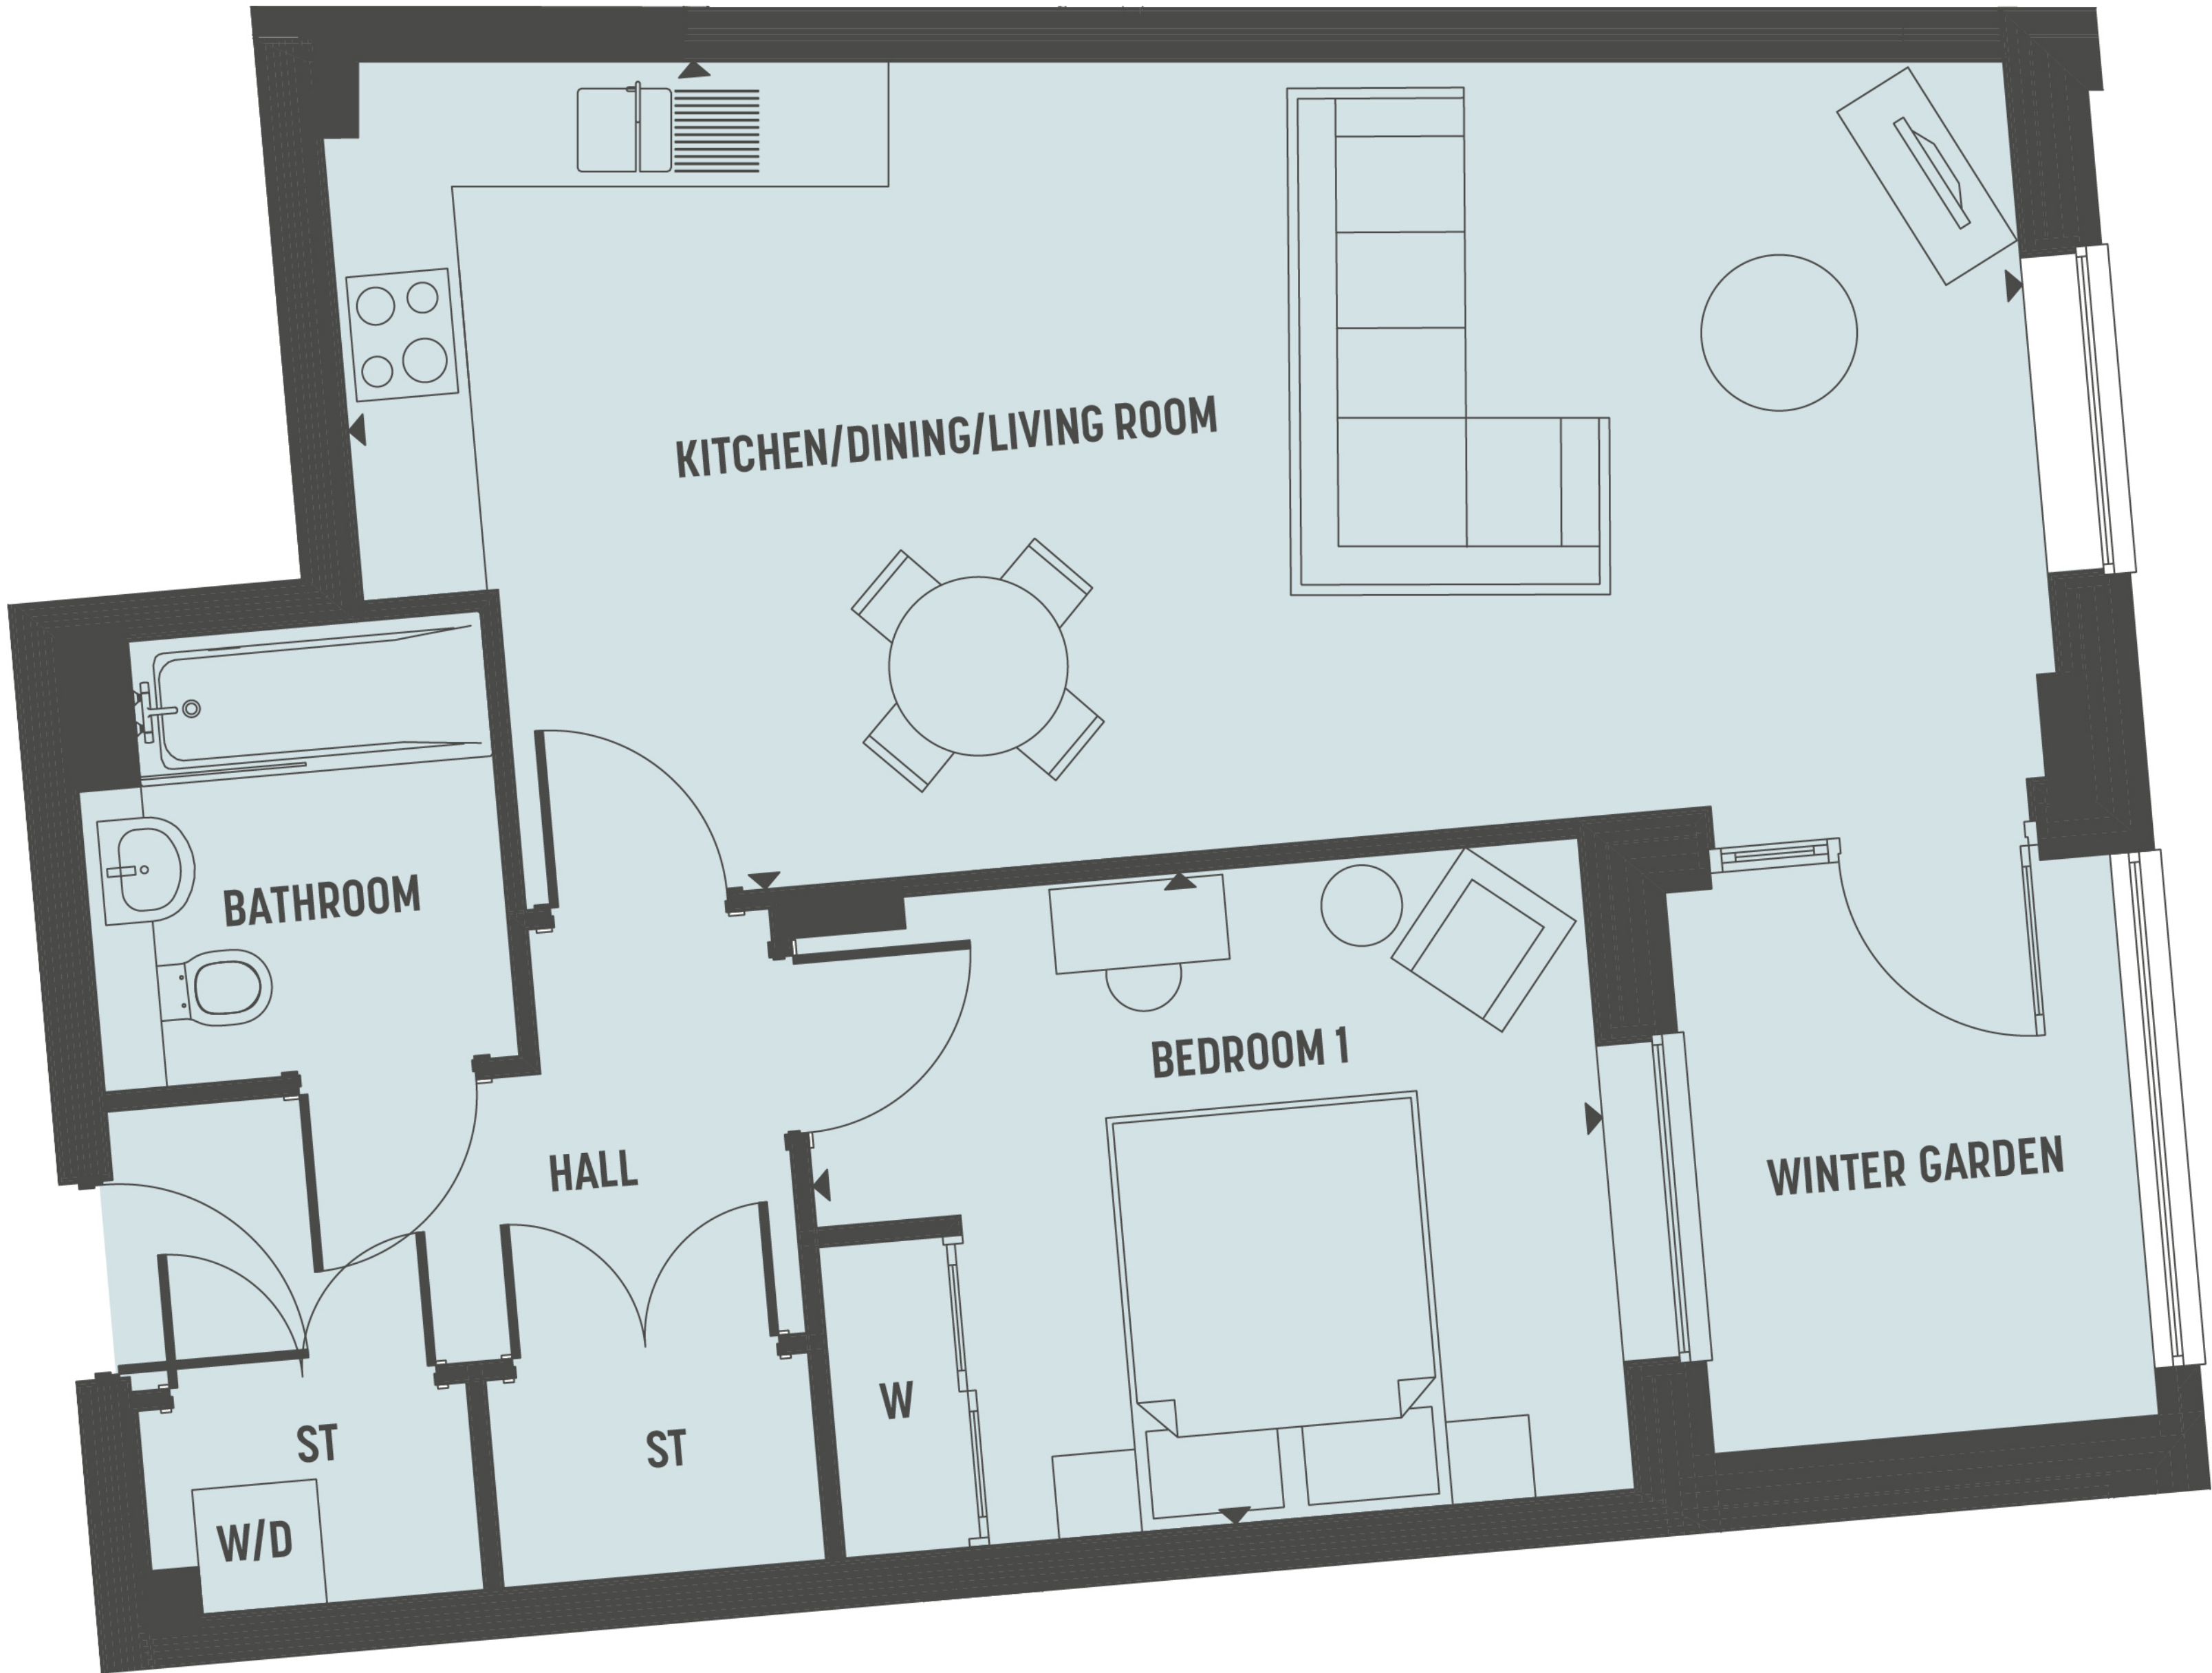 KITCHEN/DINING/LIVING ROOM
BATHROOM
BEDROOM 1
HALL
WINTER GARDEN
W
ST
ST
W/D